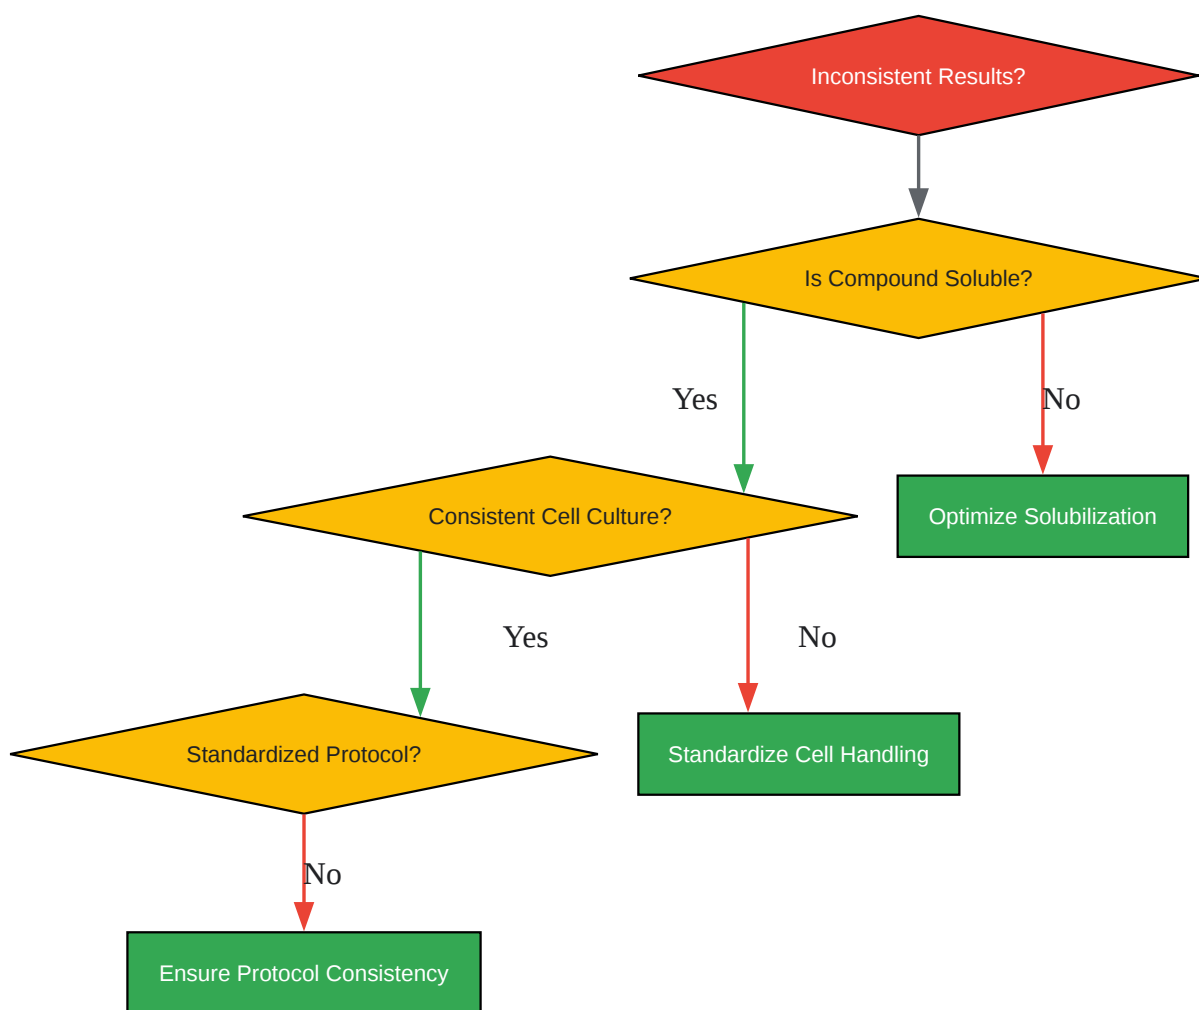 Inconsistent Results?
Is Compound Soluble?
Yes
No
Consistent Cell Culture?
Optimize Solubilization
Yes
No
Standardized Protocol?
Standardize Cell Handling
No
Ensure Protocol Consistency